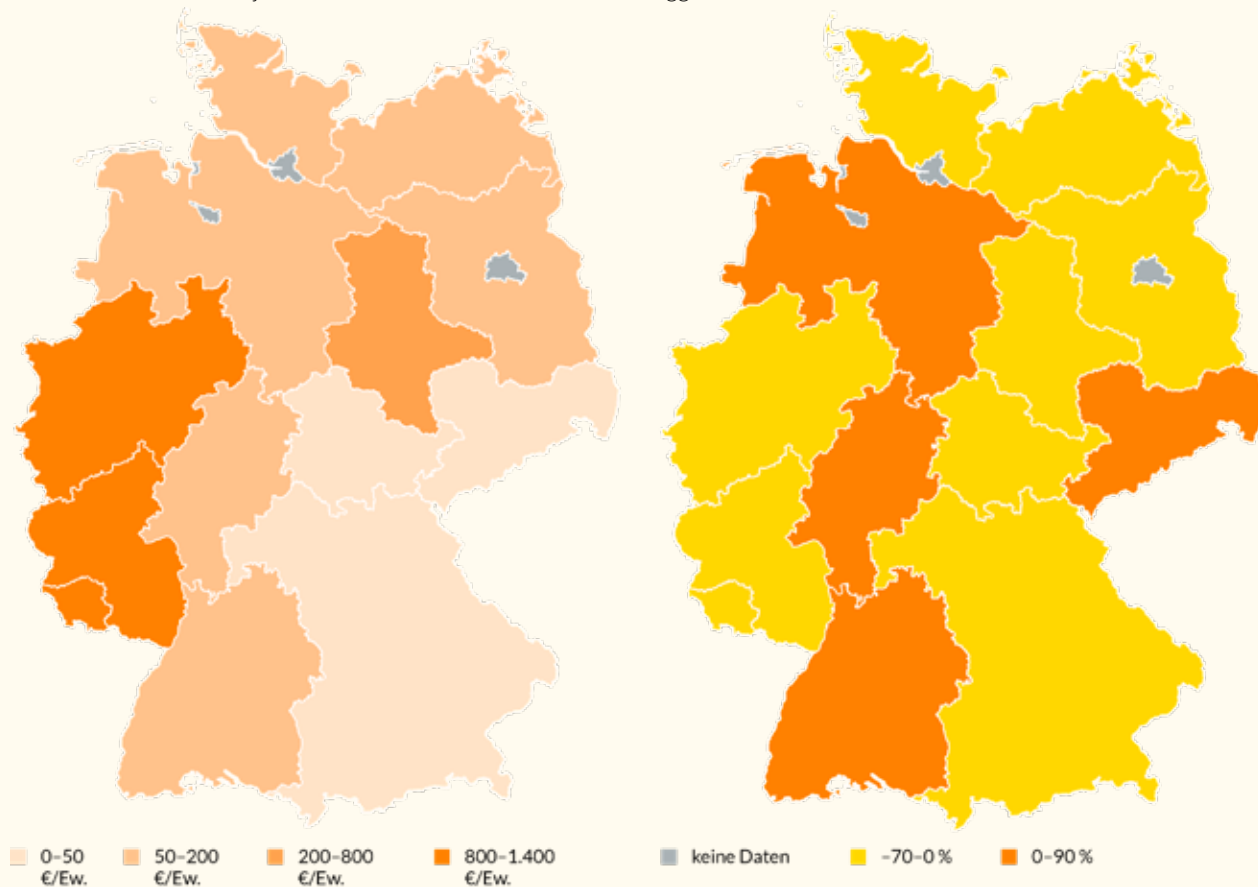 0–50
€/Ew.
50–200
€/Ew.
200–800
€/Ew.
800–1.400
€/Ew.
keine Daten
–70–0 %
0–90 %